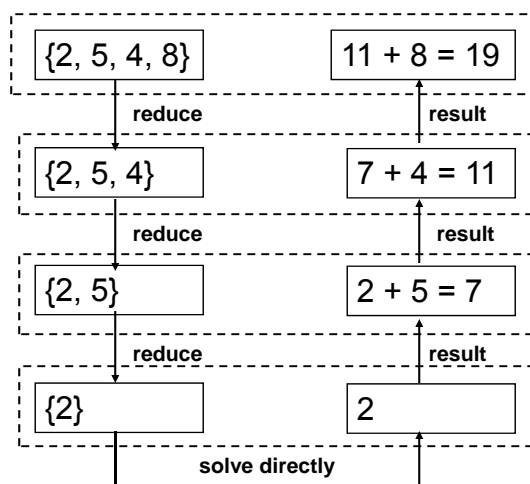 {2, 5, 4, 8}
11 + 8 = 19
reduce
result
{2, 5, 4}
7 + 4 = 11
reduce
result
{2, 5}
2 + 5 = 7
reduce
result
{2}
2
solve directly